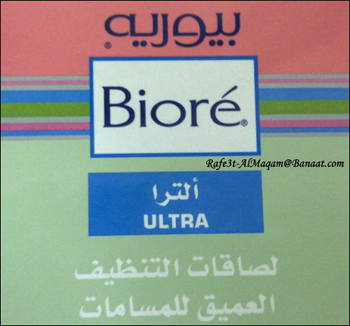 بيوريه®
Bioré®
Rafe3t-AlMaqam@Banaat.com
ألترا
ULTRA
لصاقات التنظيف
العميق للمسامات